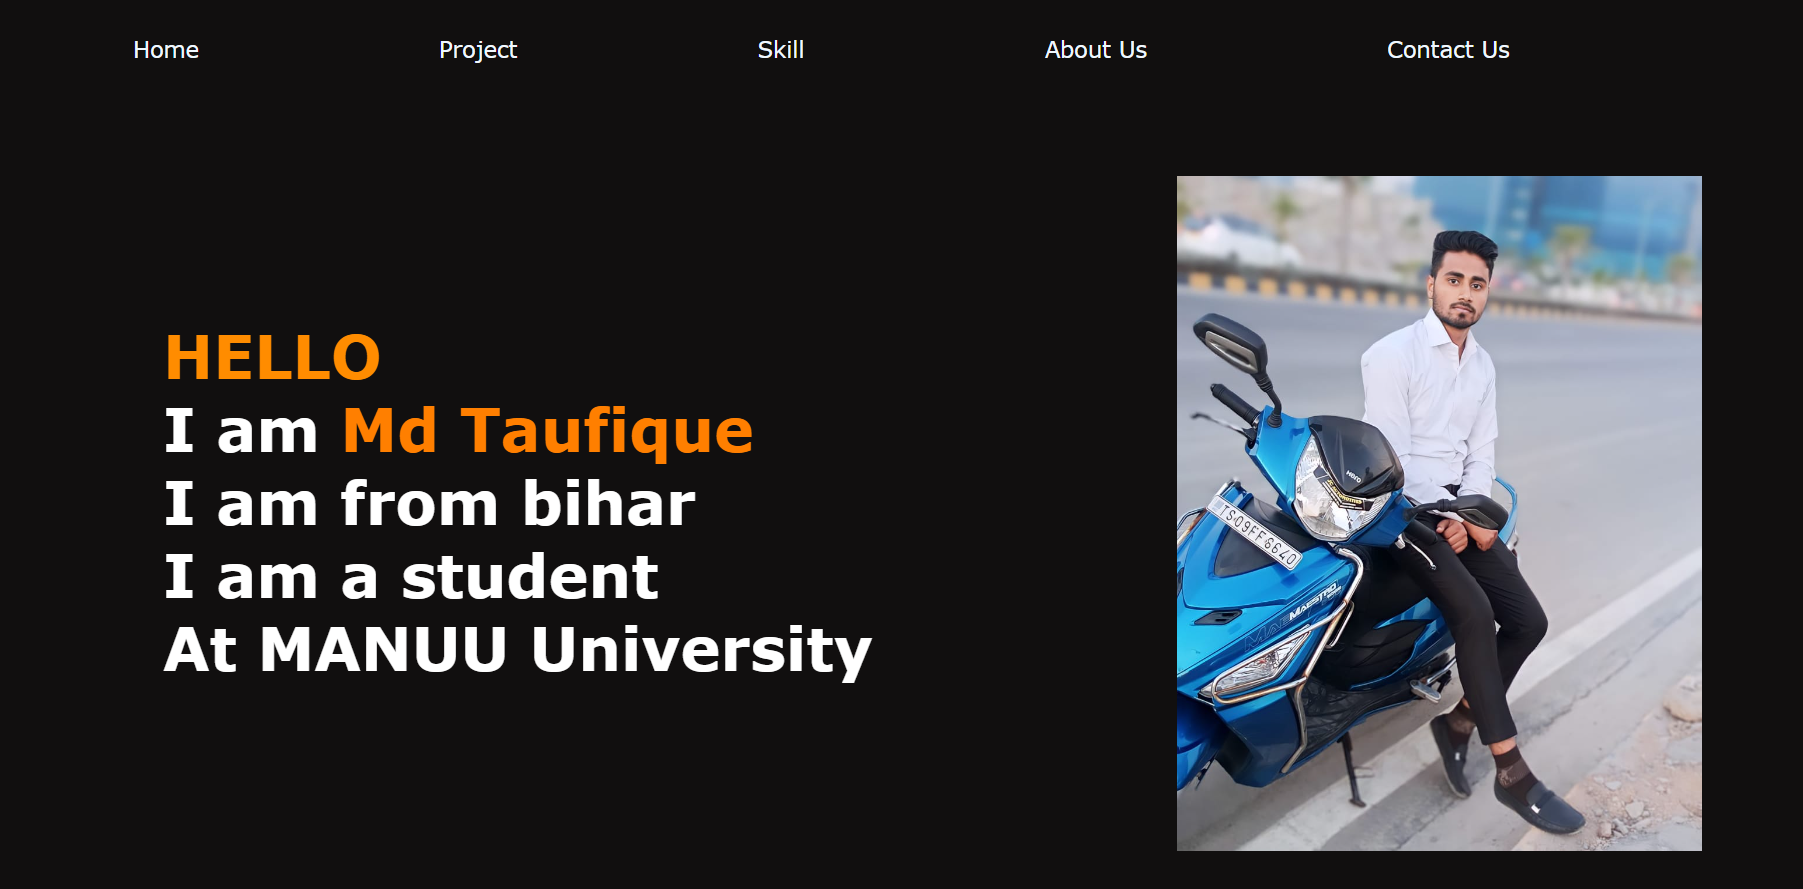 Home Project Skill About Us Contact Us
HELLO
I am Md Taufique
I am from bihar
I am a student
At MANUU University
HERO
TS09FF6640
MAESTRO